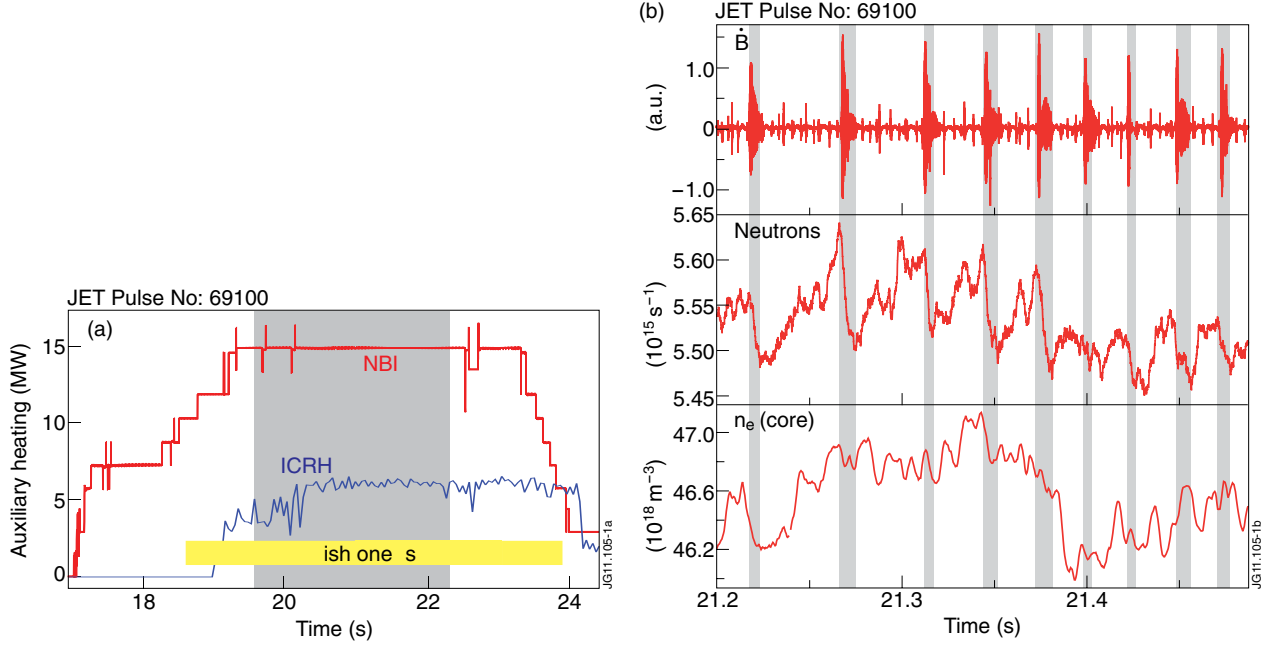 JET Pulse No: 69100
(a)
Auxiliary heating (MW)
15
10
5
0
NBI
ICRH
ish one s
18
20
22
24
Time (s)
JG11.105-1a
(b)
JET Pulse No: 69100
Ḃ
(a.u.)
1.0
0
−1.0
Neutrons
(10¹⁵ s⁻¹)
5.65
5.60
5.55
5.50
5.45
nₑ (core)
(10¹⁸ m⁻³)
47.0
46.6
46.2
21.2
21.3
21.4
Time (s)
JG11.105-1b